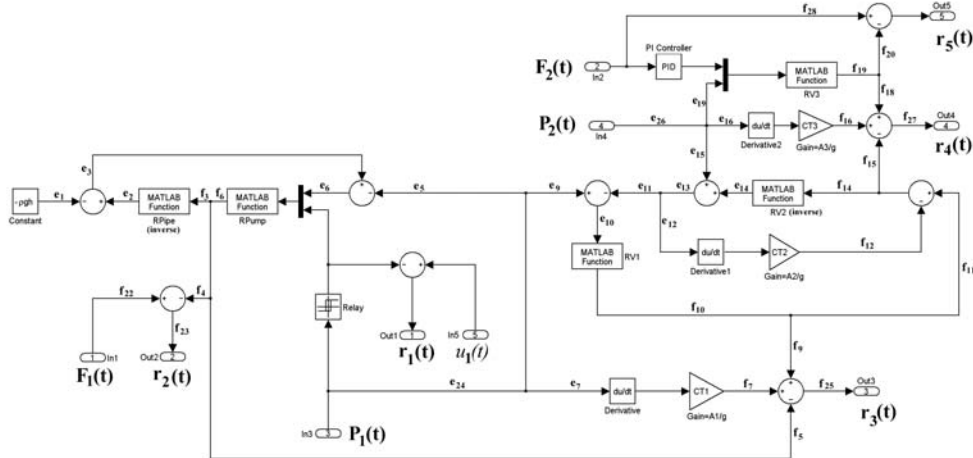 f28
Out5
5
r5(t)
f20
F2(t)
2
In2
PI Controller
PID
MATLAB
Function
RV3
f19
f18
e19
P2(t)
4
In4
e26
e16
du/dt
Derivative2
CT3
Gain=A3/g
f16
f27
Out4
4
r4(t)
e15
f15
e3
-ρgh
Constant
e1
e2
MATLAB
Function
RPipe
(inverse)
f3
f6
MATLAB
Function
RPump
e6
e5
e9
e11
e13
e14
MATLAB
Function
RV2 (inverse)
f14
e10
MATLAB
Function
RV1
e12
du/dt
Derivative1
CT2
Gain=A2/g
f12
f11
f22
f4
f23
1
In1
F1(t)
Out2
2
r2(t)
Relay
Out1
1
r1(t)
In5
5
u1(t)
f10
f9
e24
e7
du/dt
Derivative
CT1
Gain=A1/g
f7
f25
Out3
3
r3(t)
In3
3
P1(t)
f5